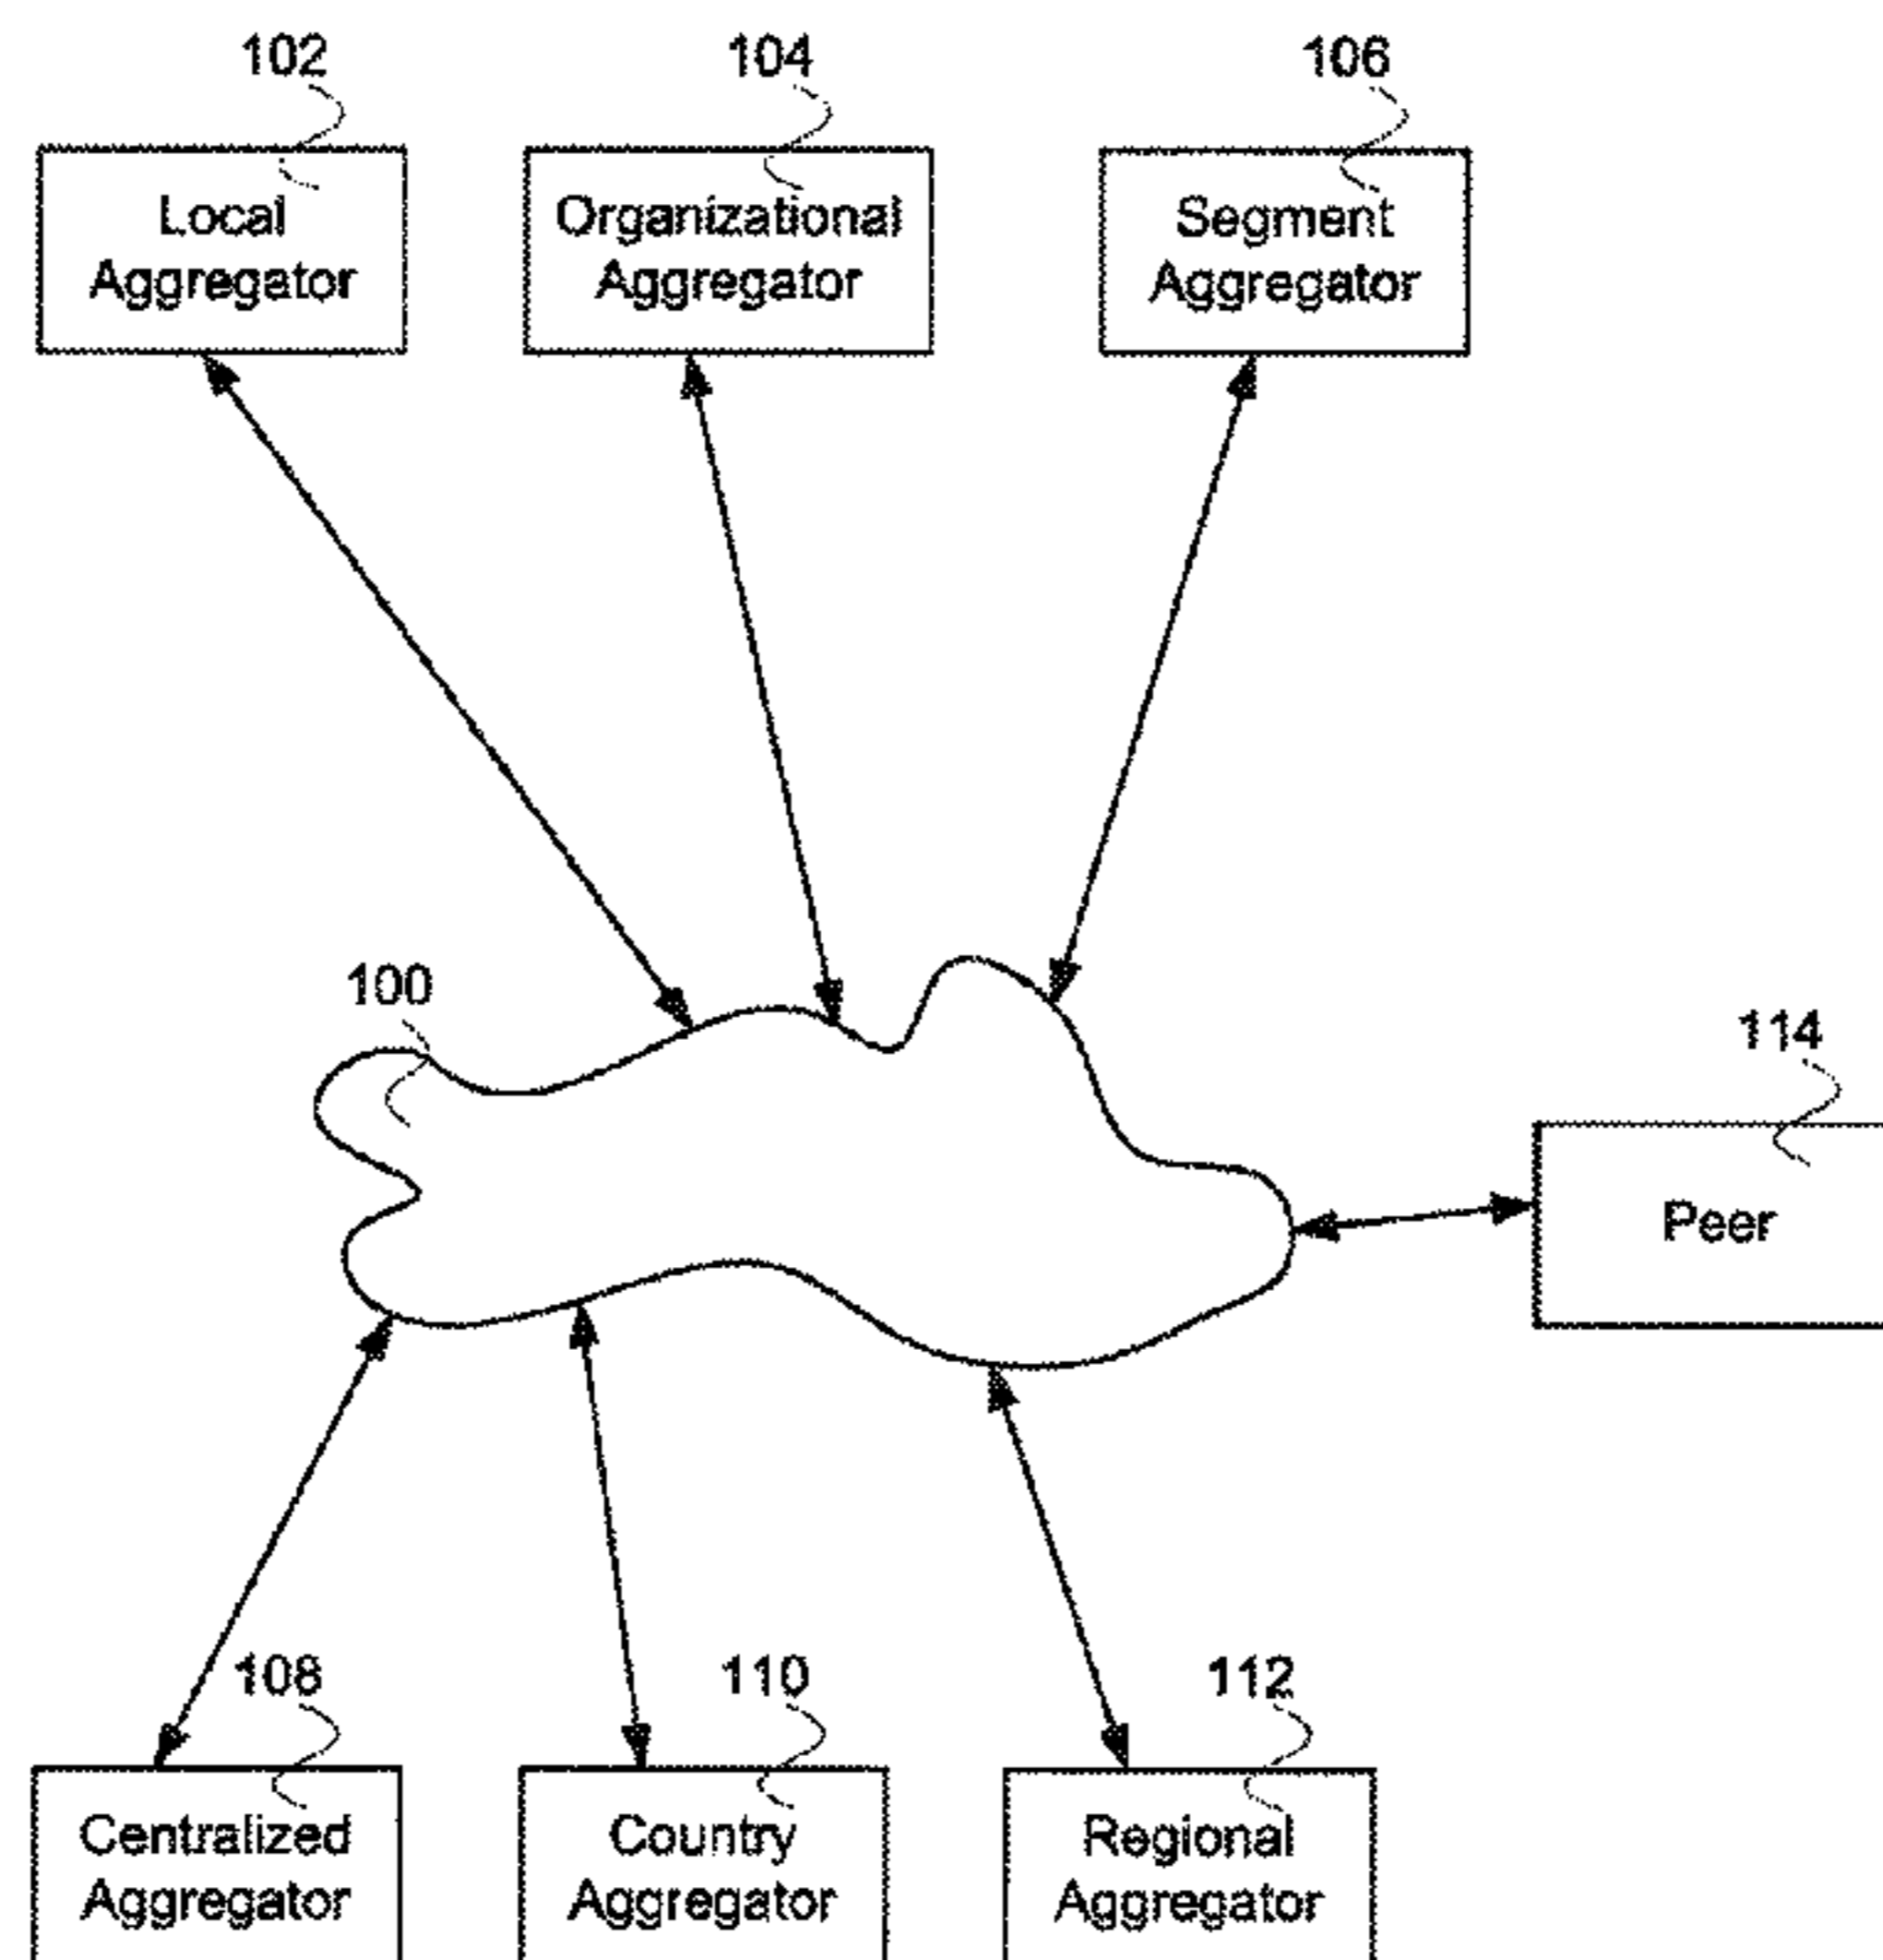 102
104
106
Local
Aggregator
Organizational
Aggregator
Segment
Aggregator
100
114
Peer
108
110
112
Centralized
Aggregator
Country
Aggregator
Regional
Aggregator